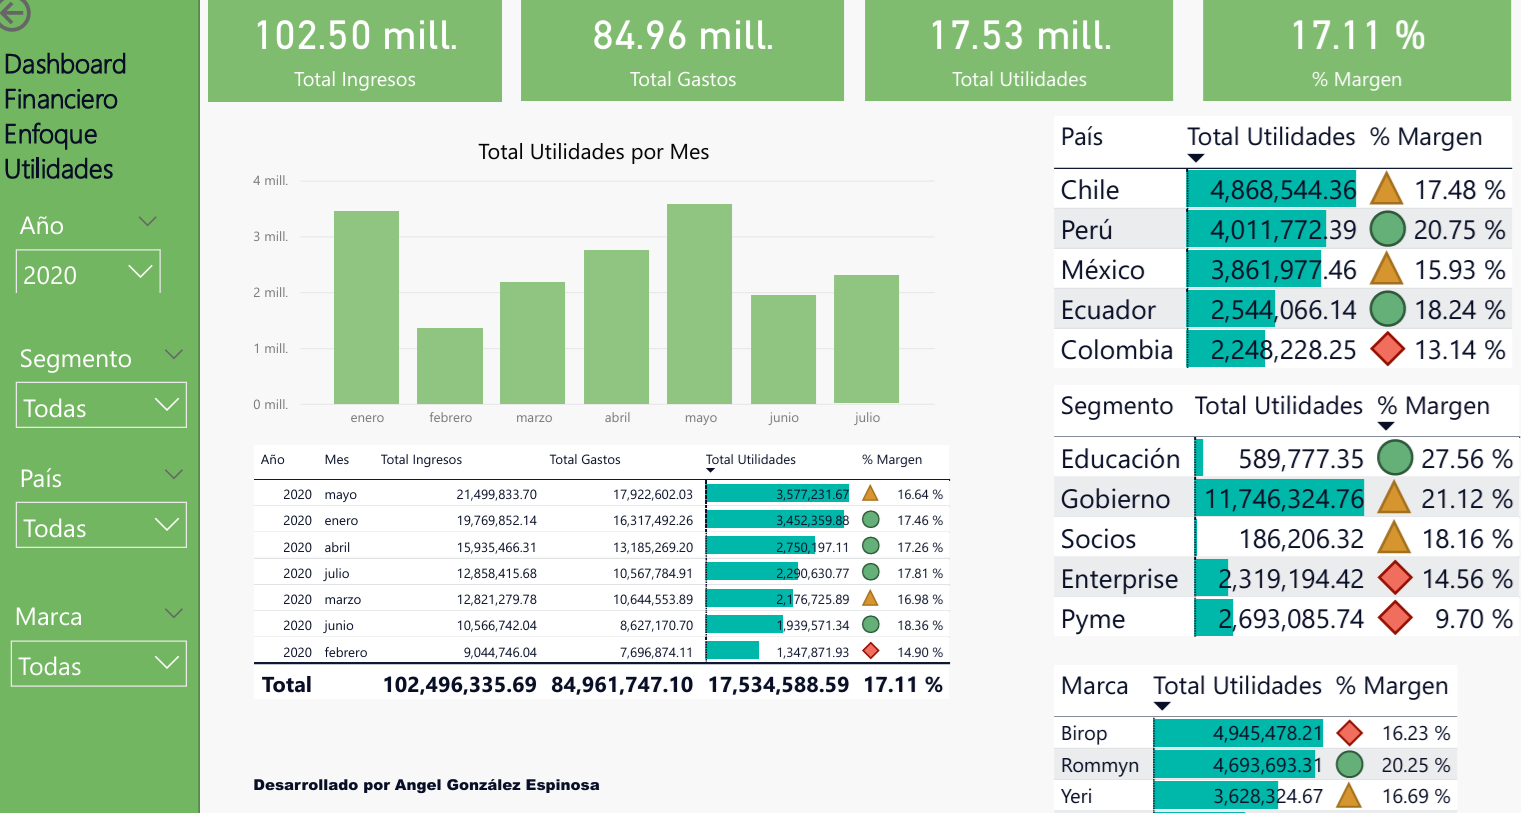 Dashboard
Financiero
Enfoque
Utilidades
Año
2020
Segmento
Todas
País
Todas
Marca
Todas
102.50 mill.
Total Ingresos
84.96 mill.
Total Gastos
17.53 mill.
Total Utilidades
17.11 %
% Margen
Total Utilidades por Mes
4 mill.
3 mill.
2 mill.
1 mill.
0 mill.
enero febrero marzo abril mayo junio julio
Año Mes Total Ingresos Total Gastos Total Utilidades % Margen
2020 mayo 21,499,833.70 17,922,602.03 3,577,231.67 16.64 %
2020 enero 19,769,852.14 16,317,492.26 3,452,359.88 17.46 %
2020 abril 15,935,466.31 13,185,269.20 2,750,197.11 17.26 %
2020 julio 12,858,415.68 10,567,784.91 2,290,630.77 17.81 %
2020 marzo 12,821,279.78 10,644,553.89 2,176,725.89 16.98 %
2020 junio 10,566,742.04 8,627,170.70 1,939,571.34 18.36 %
2020 febrero 9,044,746.04 7,696,874.11 1,347,871.93 14.90 %
Total 102,496,335.69 84,961,747.10 17,534,588.59 17.11 %
Desarrollado por Angel González Espinosa
País Total Utilidades % Margen
Chile 4,868,544.36 17.48 %
Perú 4,011,772.39 20.75 %
México 3,861,977.46 15.93 %
Ecuador 2,544,066.14 18.24 %
Colombia 2,248,228.25 13.14 %
Segmento Total Utilidades % Margen
Educación 589,777.35 27.56 %
Gobierno 11,746,324.76 21.12 %
Socios 186,206.32 18.16 %
Enterprise 2,319,194.42 14.56 %
Pyme 2,693,085.74 9.70 %
Marca Total Utilidades % Margen
Birop 4,945,478.21 16.23 %
Rommyn 4,693,693.31 20.25 %
Yeri 3,628,324.67 16.69 %